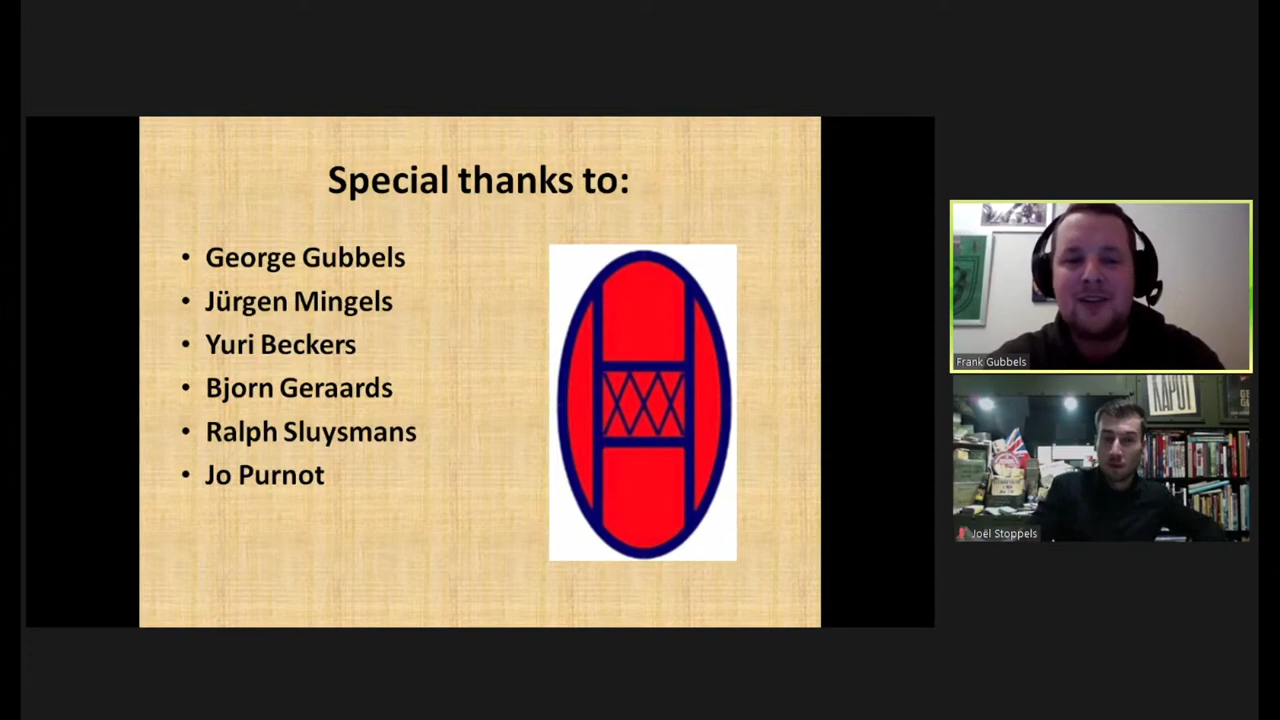 Special thanks to:
• George Gubbels
• Jürgen Mingels
• Yuri Beckers
• Bjorn Geraards
• Ralph Sluysmans
• Jo Purnot
Frank Gubbels
KAPUT
Joël Stoppels